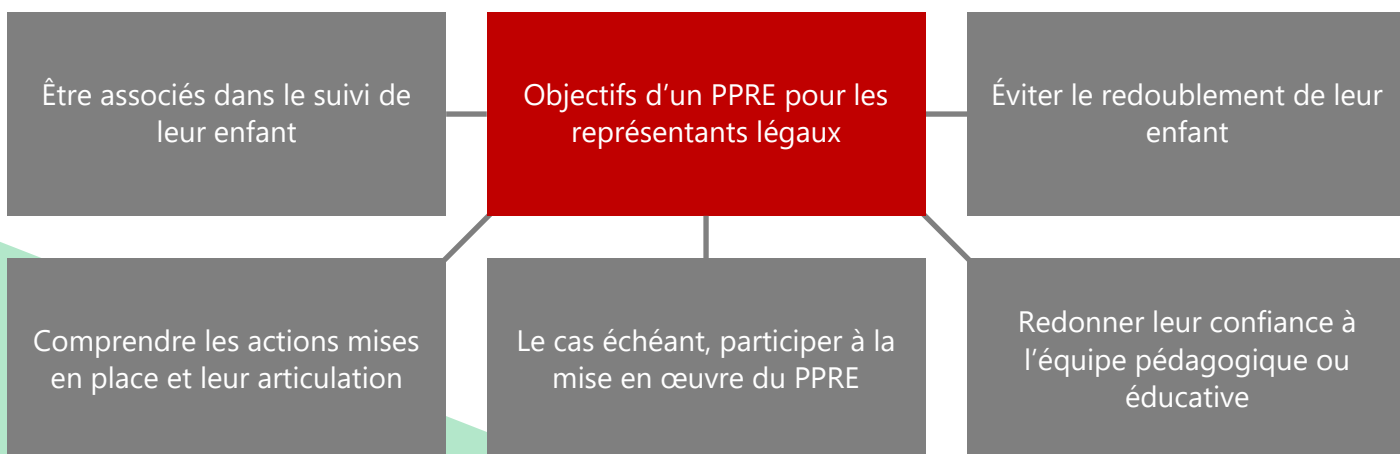 Être associés dans le suivi de
leur enfant
Objectifs d’un PPRE pour les
représentants légaux
Éviter le redoublement de leur
enfant
Comprendre les actions mises
en place et leur articulation
Le cas échéant, participer à la
mise en œuvre du PPRE
Redonner leur confiance à
l’équipe pédagogique ou
éducative